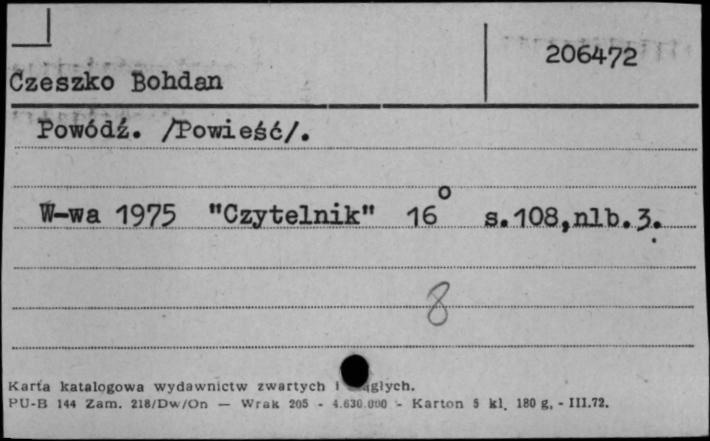 206472
Czeszko Bohdan
Powódź. /Powieść/.
W-wa 1975 "Czytelnik" 16° s.108,nlb.3.
8
Karta katalogowa wydawnictw zwartych i
PU-B 144 Zam. 218/Dw/On — Wrak 205 - 4.630.000 - Karton 5 kl. 180 g, - III.72.